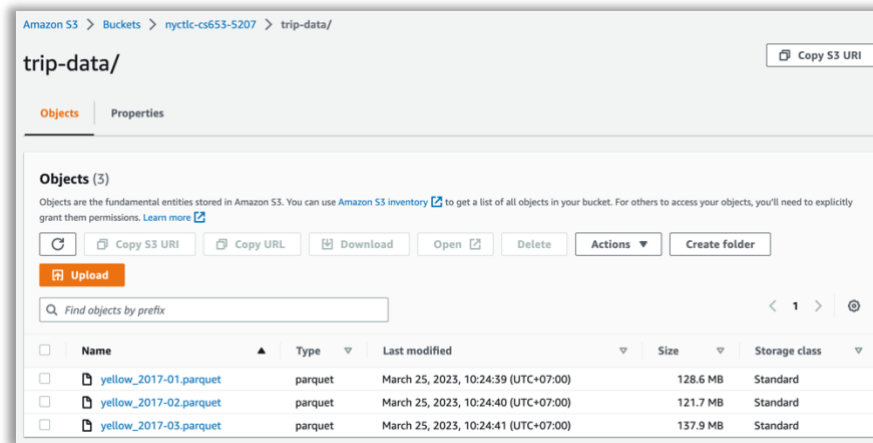 Amazon S3 > Buckets > nyctlc-cs653-5207 > trip-data/
trip-data/
Copy S3 URI
Objects Properties
Objects (3)
Objects are the fundamental entities stored in Amazon S3. You can use Amazon S3 inventory to get a list of all objects in your bucket. For others to access your objects, you'll need to explicitly
grant them permissions. Learn more
Copy S3 URI Copy URL Download Open Delete Actions Create folder
Upload
Find objects by prefix
< 1 >
Name Type Last modified Size Storage class
yellow_2017-01.parquet parquet March 25, 2023, 10:24:39 (UTC+07:00) 128.6 MB Standard
yellow_2017-02.parquet parquet March 25, 2023, 10:24:40 (UTC+07:00) 121.7 MB Standard
yellow_2017-03.parquet parquet March 25, 2023, 10:24:41 (UTC+07:00) 137.9 MB Standard